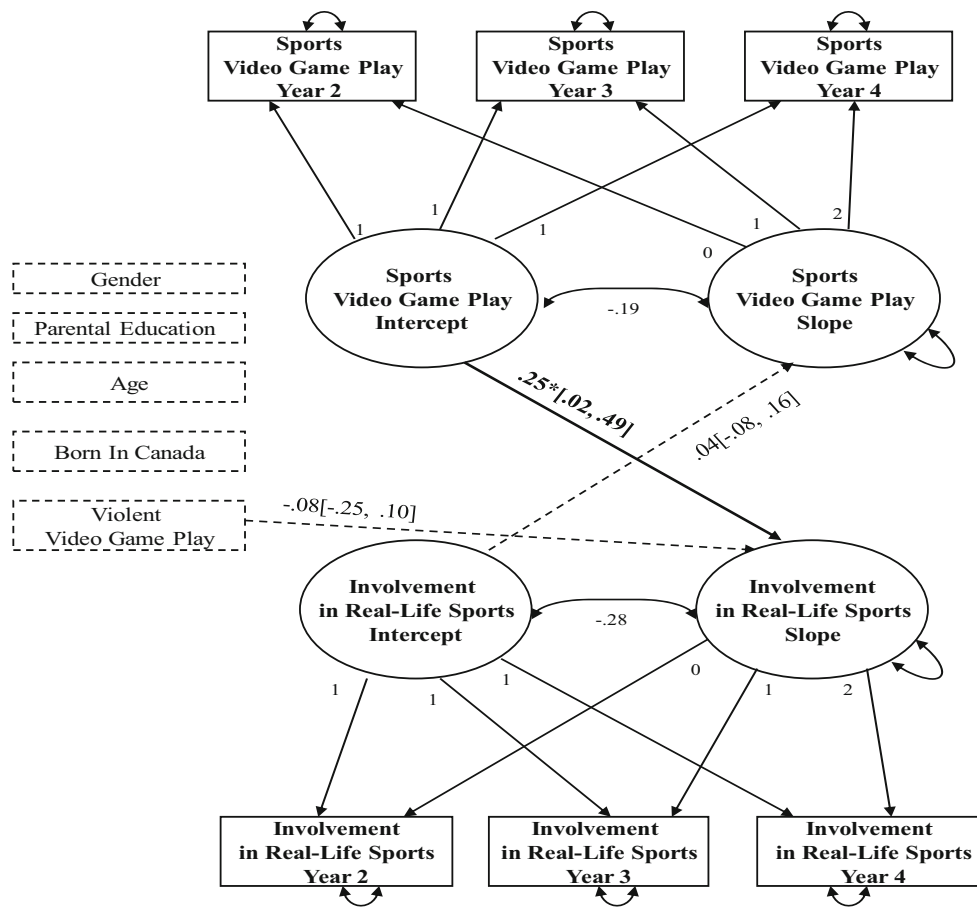 Sports
Video Game Play
Year 2
Sports
Video Game Play
Year 3
Sports
Video Game Play
Year 4
1
1
1
0
1
2
Gender
Parental Education
Age
Born In Canada
Violent
Video Game Play
Sports
Video Game Play
Intercept
-.19
Sports
Video Game Play
Slope
.25*[.02, .49]
.04[-.08, .16]
-.08[-.25, .10]
Involvement
in Real-Life Sports
Intercept
-.28
Involvement
in Real-Life Sports
Slope
1
1
1
0
1
2
Involvement
in Real-Life Sports
Year 2
Involvement
in Real-Life Sports
Year 3
Involvement
in Real-Life Sports
Year 4